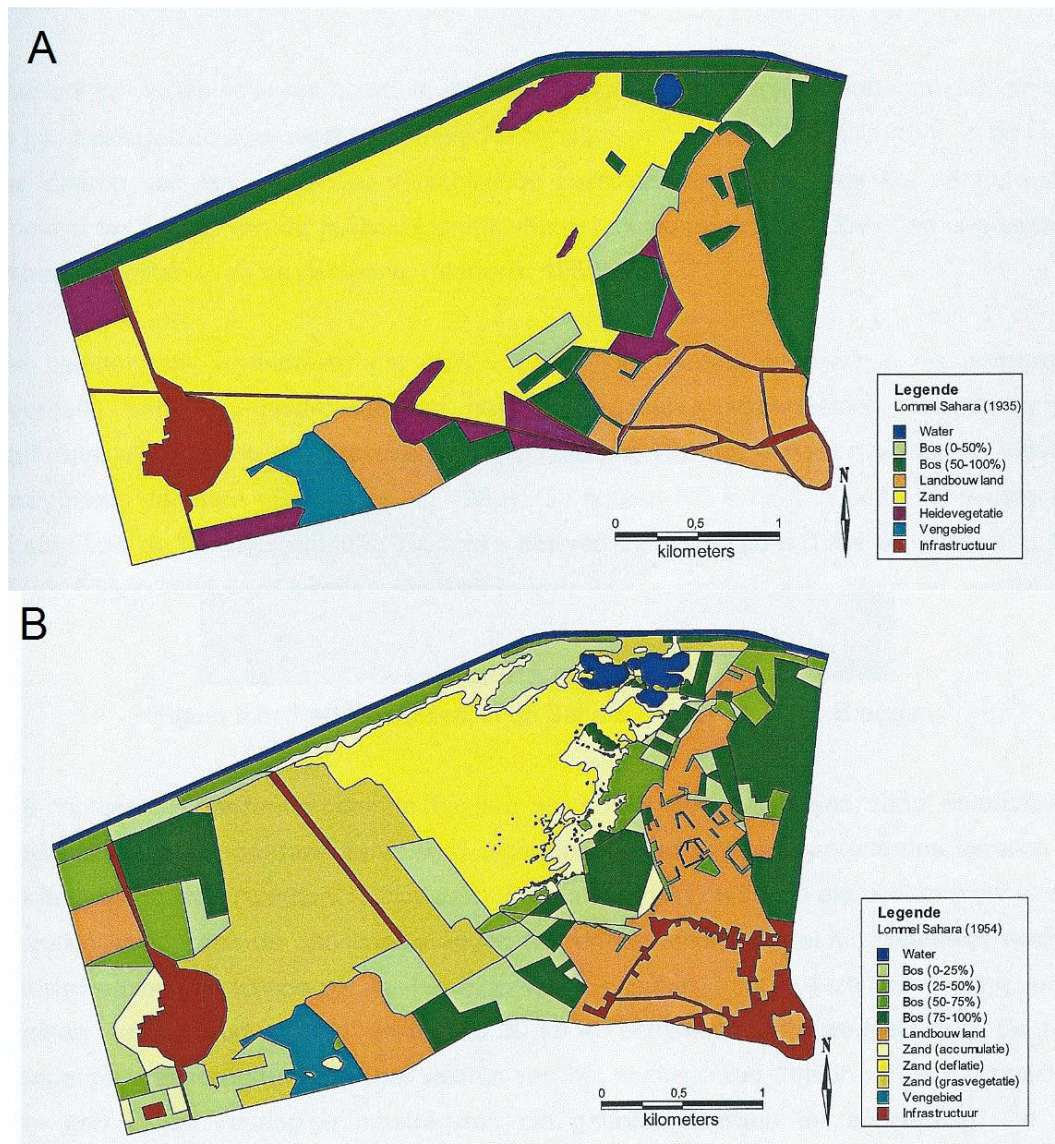 A
Legende
Lommel Sahara (1935)
Water
Bos (0-50%)
Bos (50-100%)
Landbouwland
Zand
Heidevegetatie
Vengebied
Infrastructuur
N
0 0,5 1
kilometers
B
Legende
Lommel Sahara (1954)
Water
Bos (0-25%)
Bos (25-50%)
Bos (50-75%)
Bos (75-100%)
Landbouwland
Zand (accumulatie)
Zand (deflatie)
Zand (grasvegetatie)
Vengebied
Infrastructuur
N
0 0,5 1
kilometers